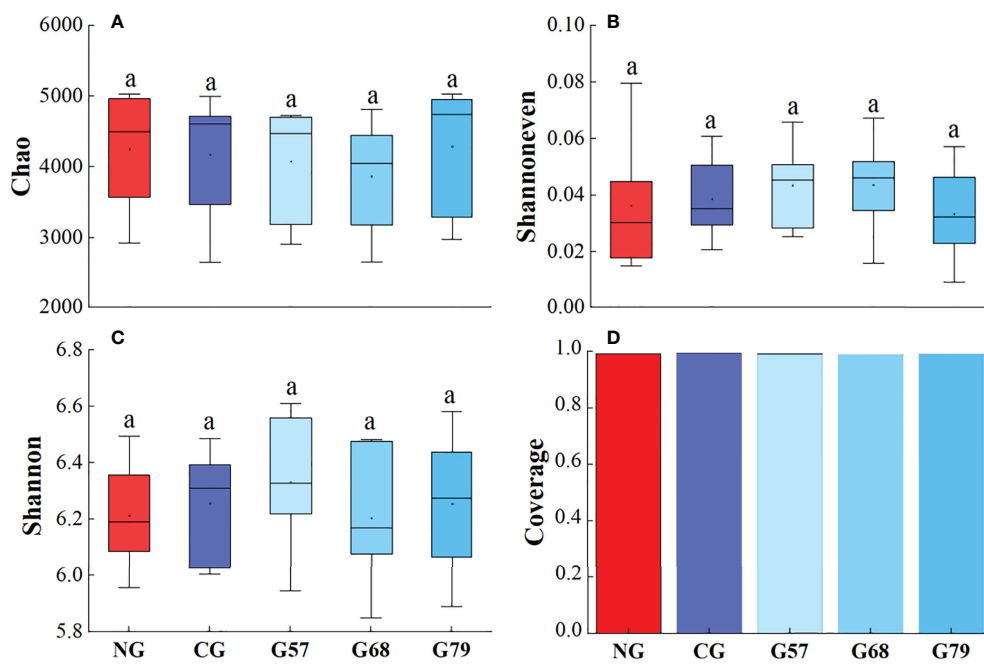 A
Chao
6000
5000
4000
3000
2000
a a a a a
B
Shannoneven
0.10
0.08
0.06
0.04
0.02
0.00
a a a a a
C
Shannon
6.8
6.6
6.4
6.2
6.0
5.8
a a a a a
NG CG G57 G68 G79
D
Coverage
1.0
0.8
0.6
0.4
0.2
0.0
NG CG G57 G68 G79